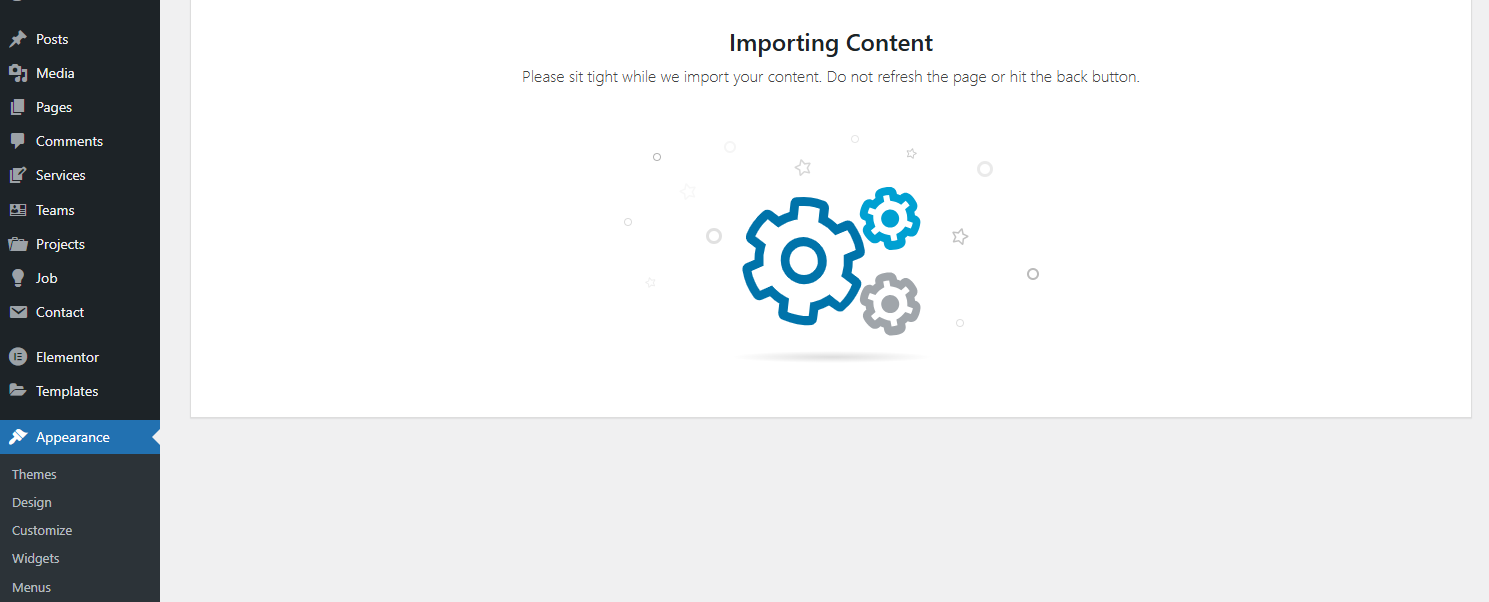 Importing Content
Please sit tight while we import your content. Do not refresh the page or hit the back button.
Posts
Media
Pages
Comments
Services
Teams
Projects
Job
Contact
Elementor
Templates
Appearance
Themes
Design
Customize
Widgets
Menus